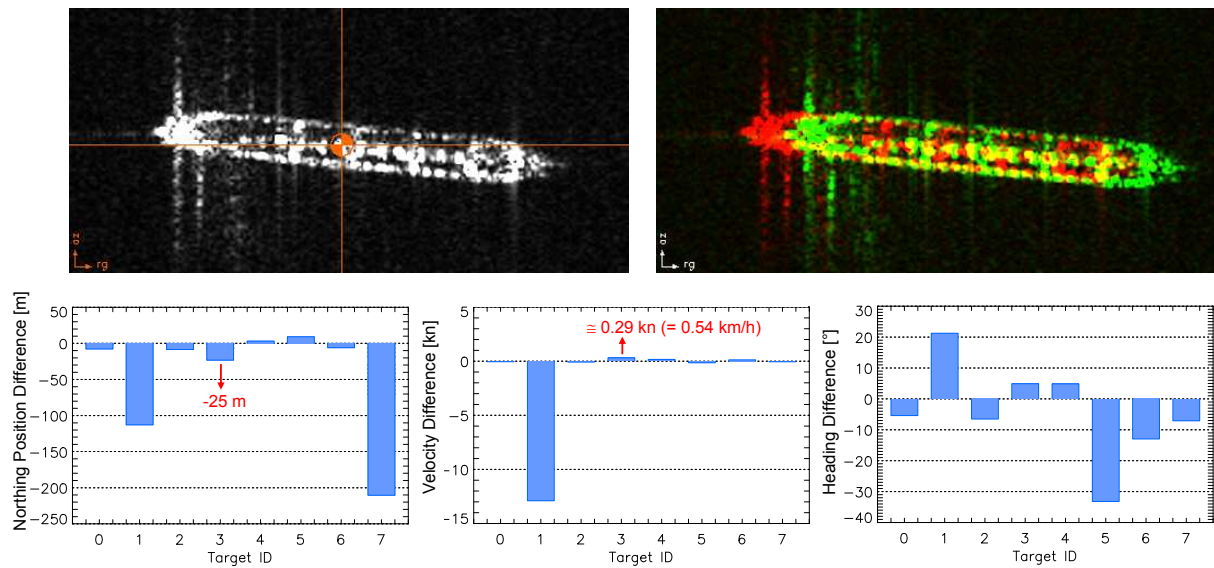 az
rg
az
rg
Northing Position Difference [m]
50
0
−50
−100
−150
−200
−250
-25 m
0 1 2 3 4 5 6 7
Target ID
Velocity Difference [kn]
5
0
−5
−10
−15
≅ 0.29 kn (= 0.54 km/h)
0 1 2 3 4 5 6 7
Target ID
Heading Difference [°]
30
20
10
0
−10
−20
−30
−40
0 1 2 3 4 5 6 7
Target ID